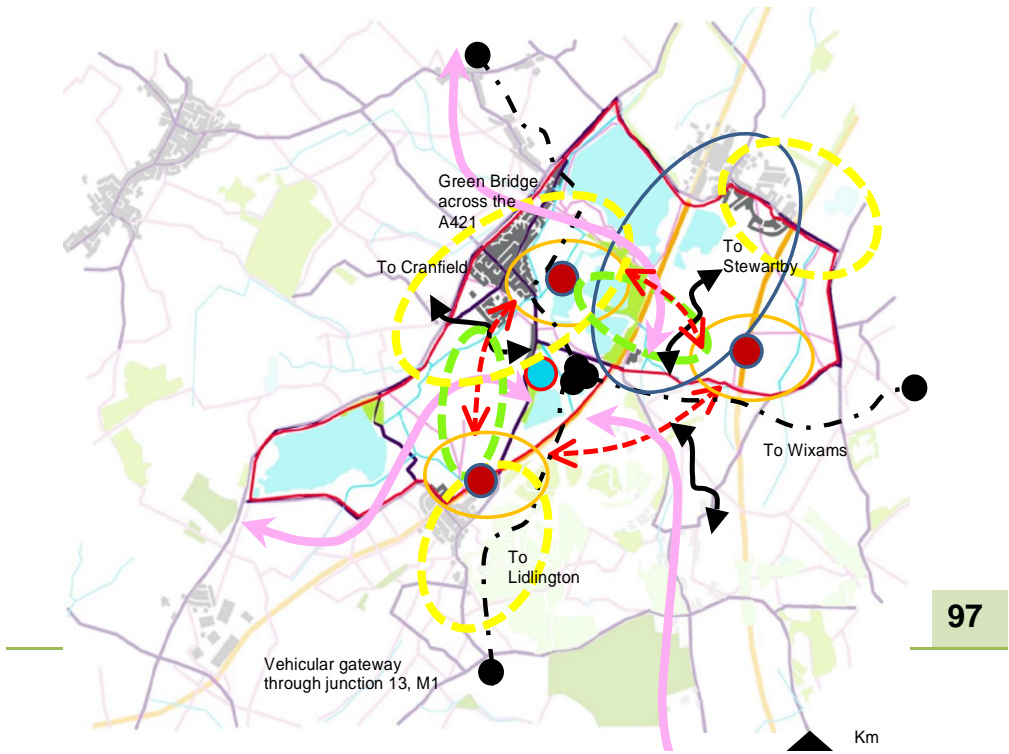 Green Bridge
across the
A421
To Cranfield
To
Stewartby
To Wixams
To
Lidlington
97
Vehicular gateway
through junction 13, M1
Km